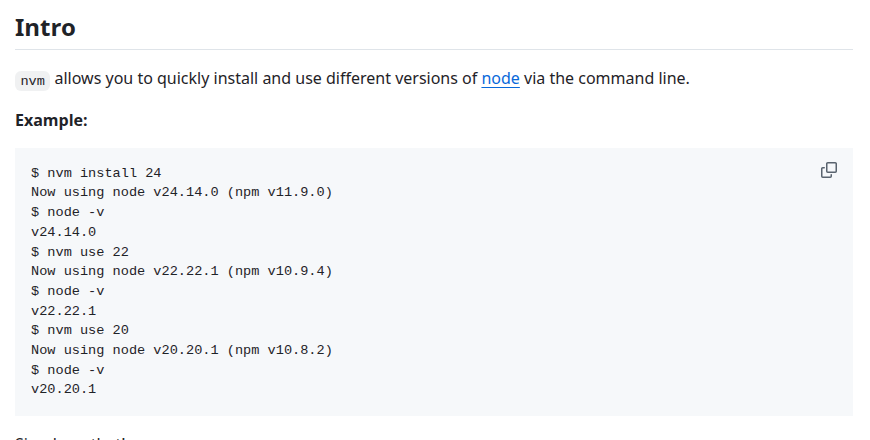 Intro
nvm allows you to quickly install and use different versions of node via the command line.
Example:
$ nvm install 24
Now using node v24.14.0 (npm v11.9.0)
$ node -v
v24.14.0
$ nvm use 22
Now using node v22.22.1 (npm v10.9.4)
$ node -v
v22.22.1
$ nvm use 20
Now using node v20.20.1 (npm v10.8.2)
$ node -v
v20.20.1